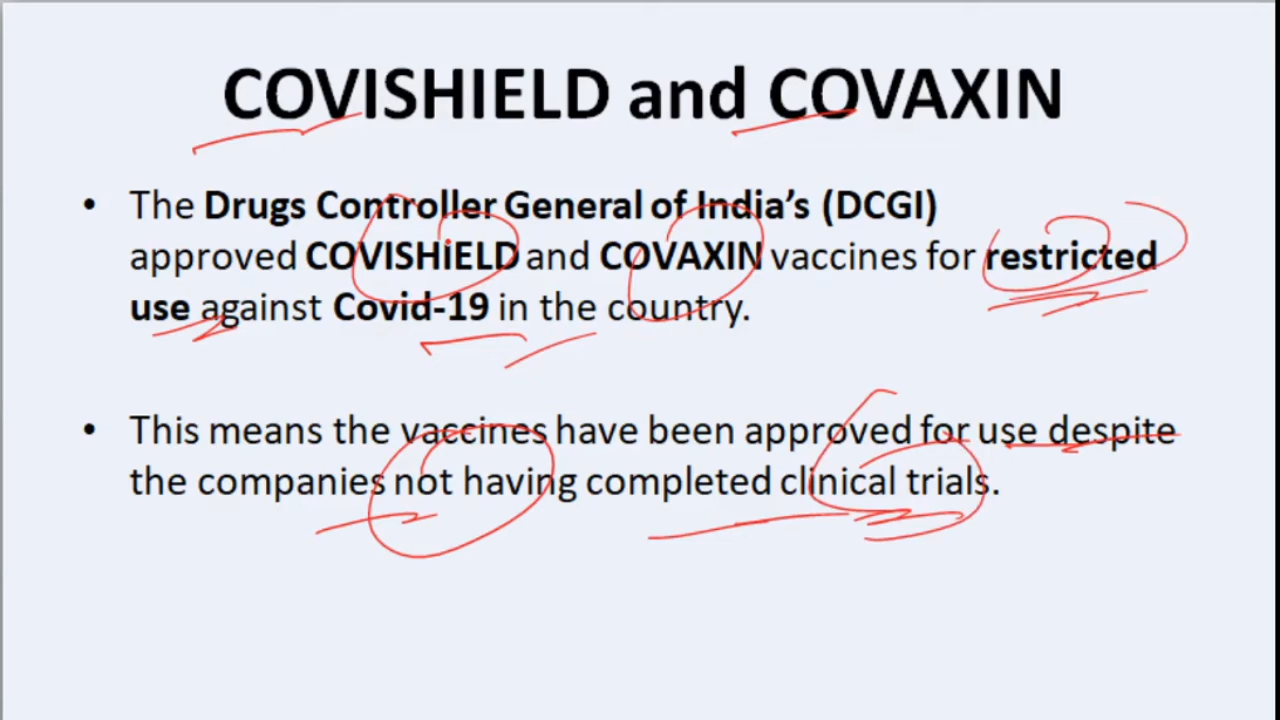 COVISHIELD and COVAXIN
• The Drugs Controller General of India’s (DCGI)
approved COVISHiELD and COVAXIN vaccines for restricted
use against Covid-19 in the country.
• This means the vaccines have been approved for use despite
the companies not having completed clinical trials.